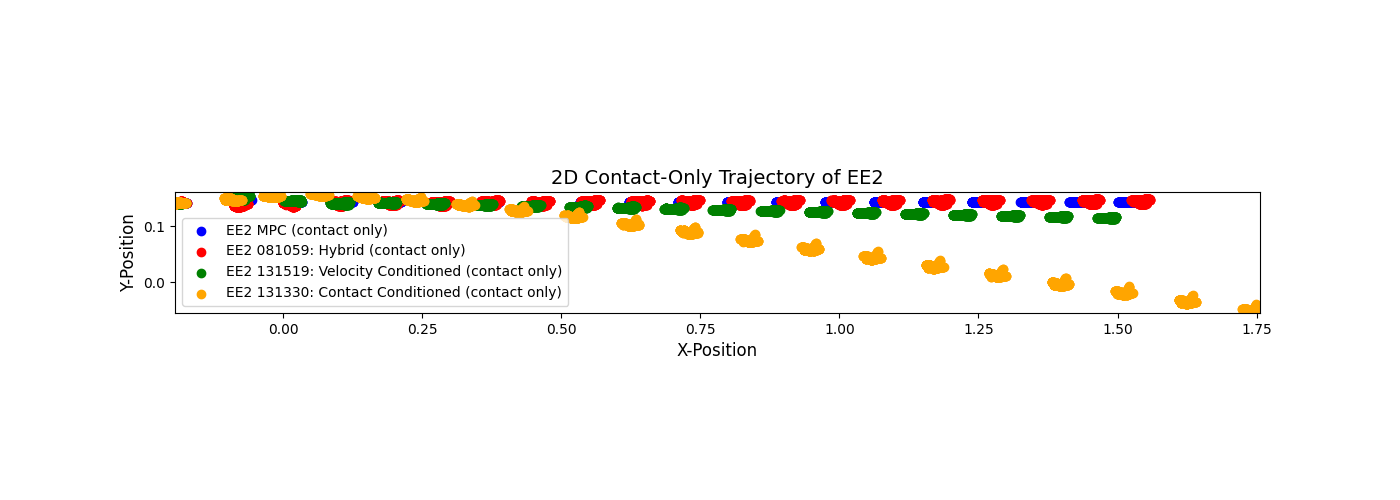 2D Contact-Only Trajectory of EE2
Y-Position
0.1
0.0
EE2 MPC (contact only)
EE2 081059: Hybrid (contact only)
EE2 131519: Velocity Conditioned (contact only)
EE2 131330: Contact Conditioned (contact only)
0.00 0.25 0.50 0.75 1.00 1.25 1.50 1.75
X-Position